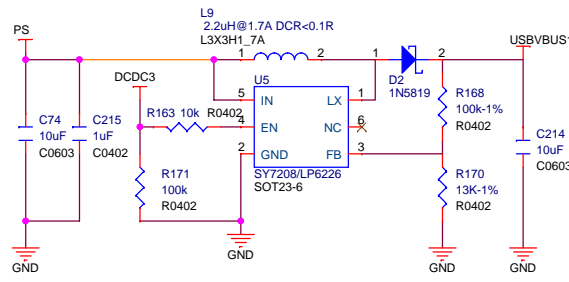 L9
2.2uH@1.7A DCR<0.1R
L3X3H1_7A
PS
1
2
1
2
USBVBUS1
DCDC3
U5
D2
1N5819
5
IN
LX
1
R168
100k-1%
R0402
R163 10k
R0402
4
EN
NC
6
C74
10uF
C0603
C215
1uF
C0402
2
GND
FB
3
C214
10uF
C0603
R171
100k
R0402
SY7208/LP6226
SOT23-6
R170
13K-1%
R0402
GND
GND
GND
GND